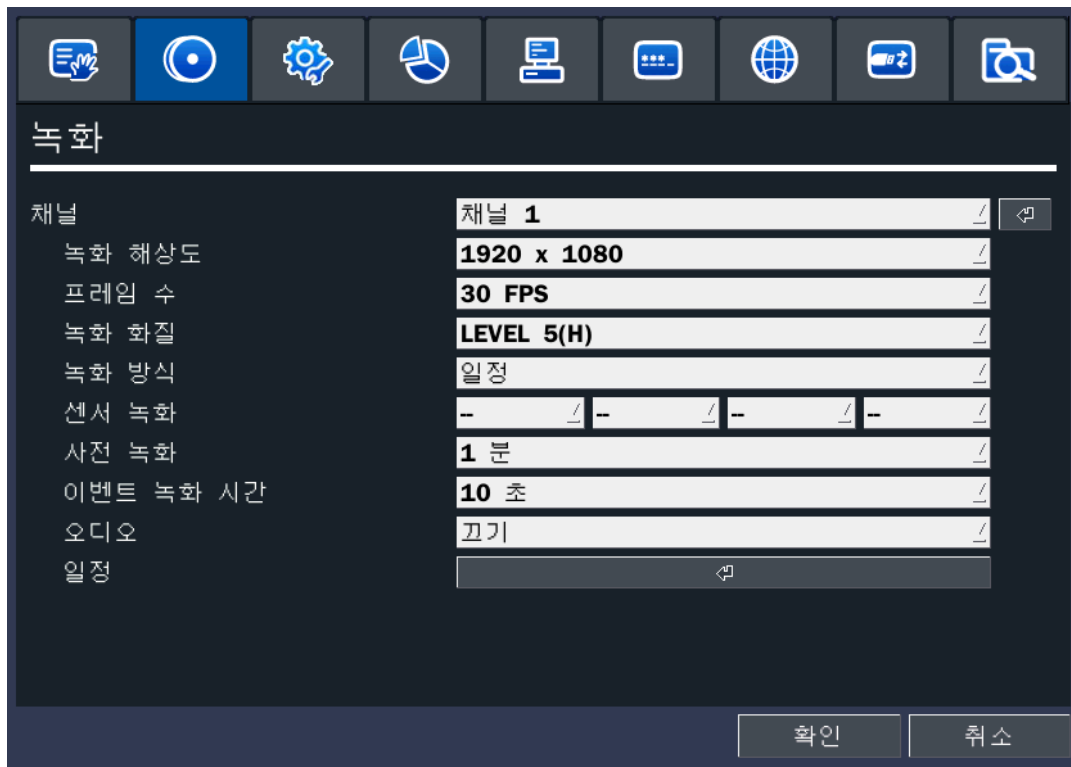 녹화
채널 채널 1
녹화 해상도 1920 x 1080
프레임 수 30 FPS
녹화 화질 LEVEL 5(H)
녹화 방식 일정
센서 녹화 -- -- -- --
사전 녹화 1 분
이벤트 녹화 시간 10 초
오디오 끄기
일정
확인 취소